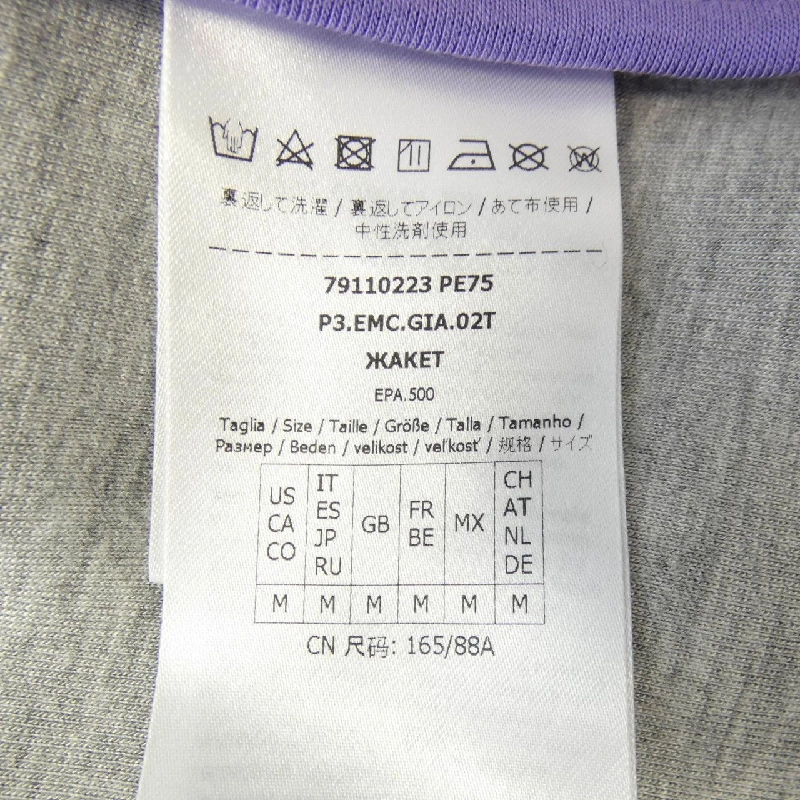 裏返して洗濯 / 裏返してアイロン / あて布使用 /
中性洗剤使用
79110223 PE75
P3.EMC.GIA.02T
ЖАКЕТ
EPA.500
Taglia / Size / Taille / Größe / Talla / Tamanho /
Размер / Beden / velikost / veľkosť / 规格 / サイズ
US CA CO
IT ES JP RU
GB
FR BE
MX
CH AT NL DE
M M M M M M
CN 尺码: 165/88A